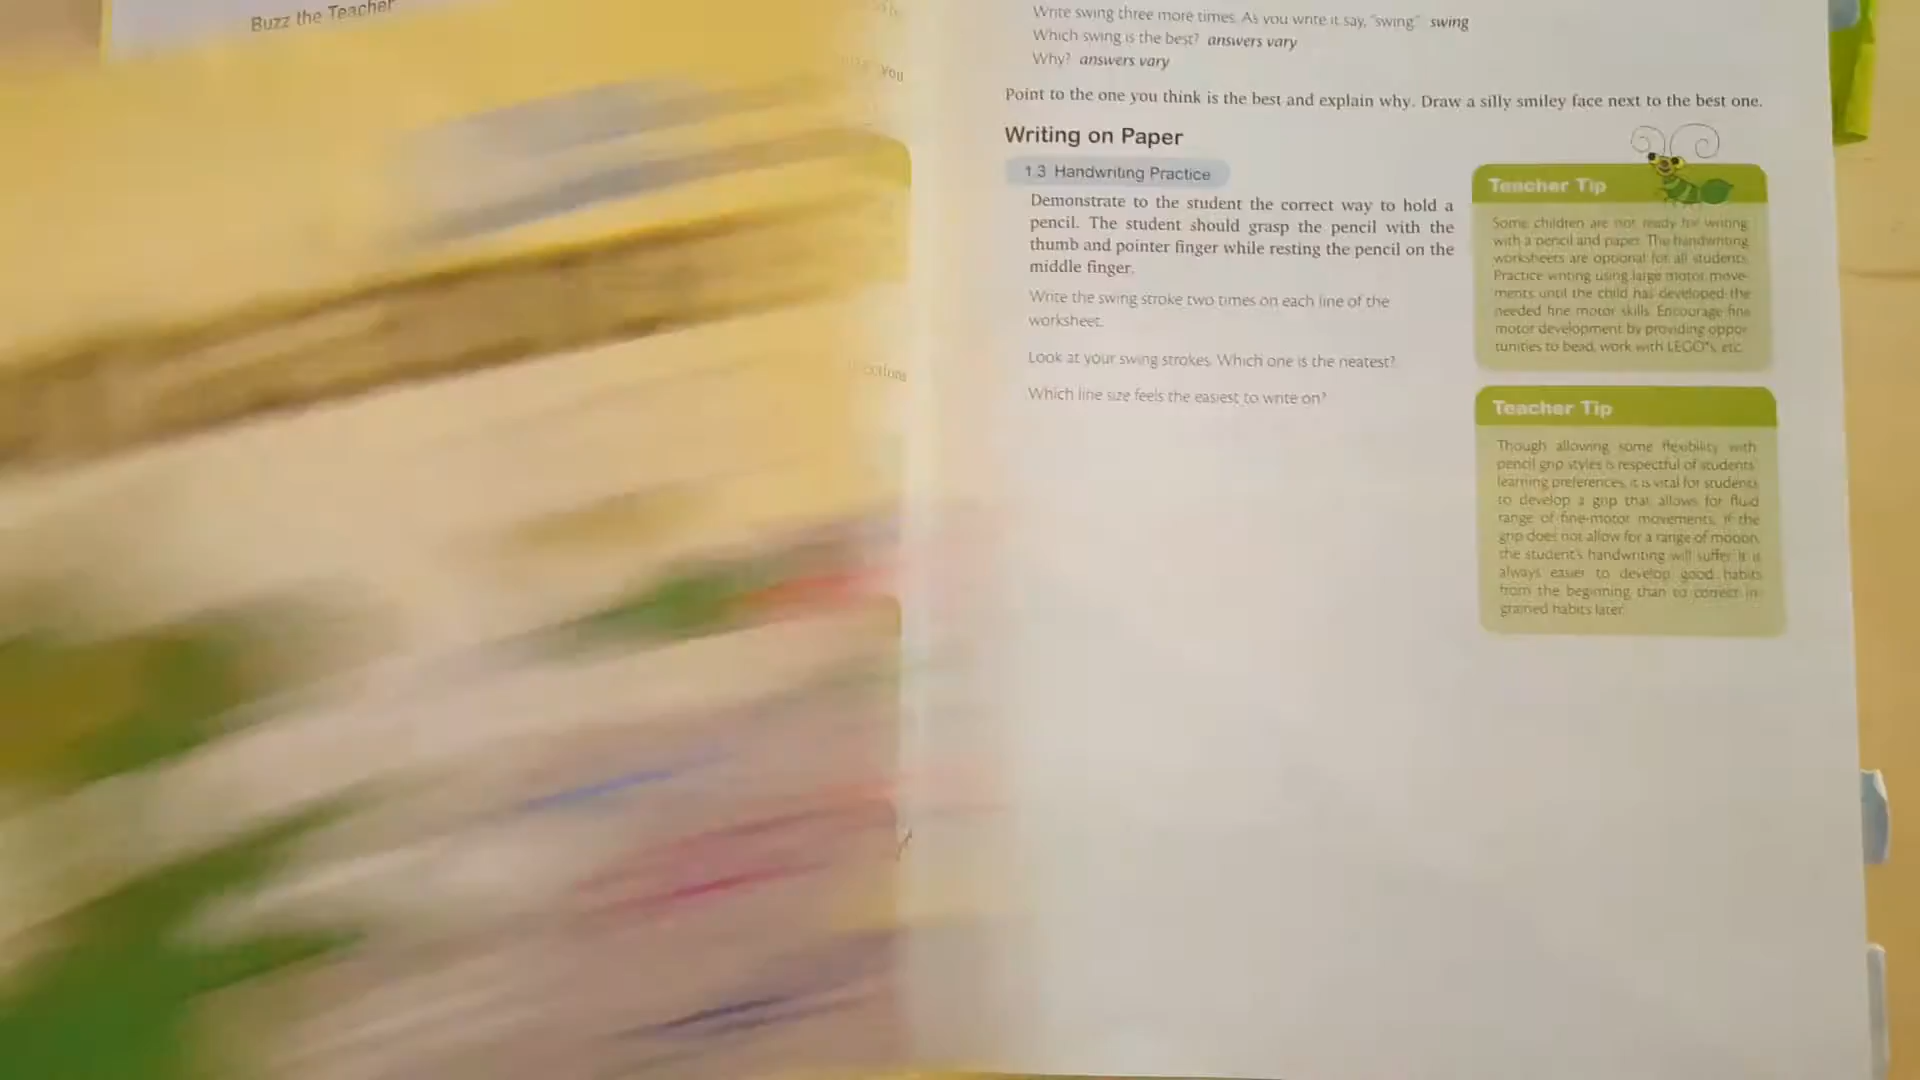 Buzz the Teacher
You
Write swing three more times. As you write it say, "swing." swing
Which swing is the best? answers vary
Why? answers vary
Point to the one you think is the best and explain why. Draw a silly smiley face next to the best one.
Writing on Paper
1.3 Handwriting Practice
Demonstrate to the student the correct way to hold a
pencil. The student should grasp the pencil with the
thumb and pointer finger while resting the pencil on the
middle finger.
Write the swing stroke two times on each line of the
worksheet.
Look at your swing strokes. Which one is the neatest?
Which line size feels the easiest to write on?
Teacher Tip
Some children are not ready for writing
with a pencil and paper. The handwriting
worksheets are optional for all students.
Practice writing using large motor move-
ments until the child has developed the
needed fine motor skills. Encourage fine
motor development by providing oppor-
tunities to bead, work with LEGO®s, etc.
Teacher Tip
Though allowing some flexibility with
pencil grip styles is respectful of students'
learning preferences, it is vital for students
to develop a grip that allows for fluid
range of fine-motor movements. If the
grip does not allow for a range of motion,
the student's handwriting will suffer. It is
always easier to develop good habits
from the beginning than to correct in-
grained habits later.